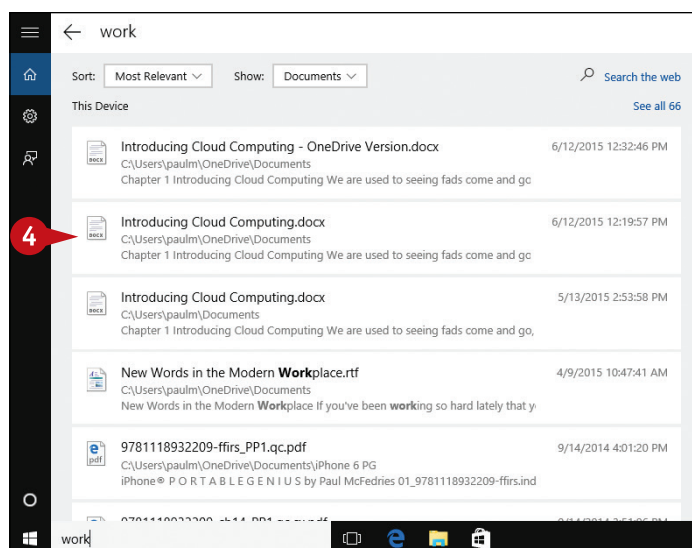 work
Sort: Most Relevant Show: Documents Search the web
This Device See all 66
DOCX Introducing Cloud Computing - OneDrive Version.docx 6/12/2015 12:32:46 PM
C:\Users\paulm\OneDrive\Documents
Chapter 1 Introducing Cloud Computing We are used to seeing fads come and go
4
DOCX Introducing Cloud Computing.docx 6/12/2015 12:19:57 PM
C:\Users\paulm\OneDrive\Documents
Chapter 1 Introducing Cloud Computing We are used to seeing fads come and go
DOCX Introducing Cloud Computing.docx 5/13/2015 2:53:58 PM
C:\Users\paulm\Documents
Chapter 1 Introducing Cloud Computing We are used to seeing fads come and go,
New Words in the Modern Workplace.rtf 4/9/2015 10:47:41 AM
C:\Users\paulm\OneDrive\Documents
New Words in the Modern Workplace If you've been working so hard lately that y
pdf 9781118932209-ffirs_PP1.qc.pdf 9/14/2014 4:01:20 PM
C:\Users\paulm\OneDrive\Documents\iPhone 6 PG
iPhone® P O R T A B L E G E N I U S by Paul McFedries 01_9781118932209-ffirs.ind
work